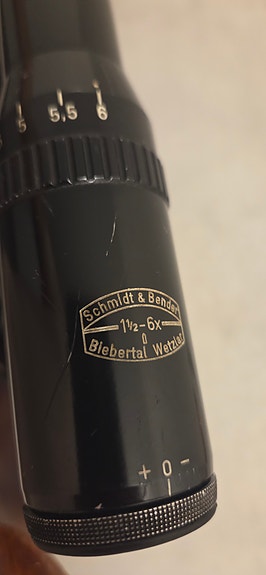 5 5,5 6
Schmidt & Bender
1½-6x
0
Biebertal Wetzlar
+ 0 -